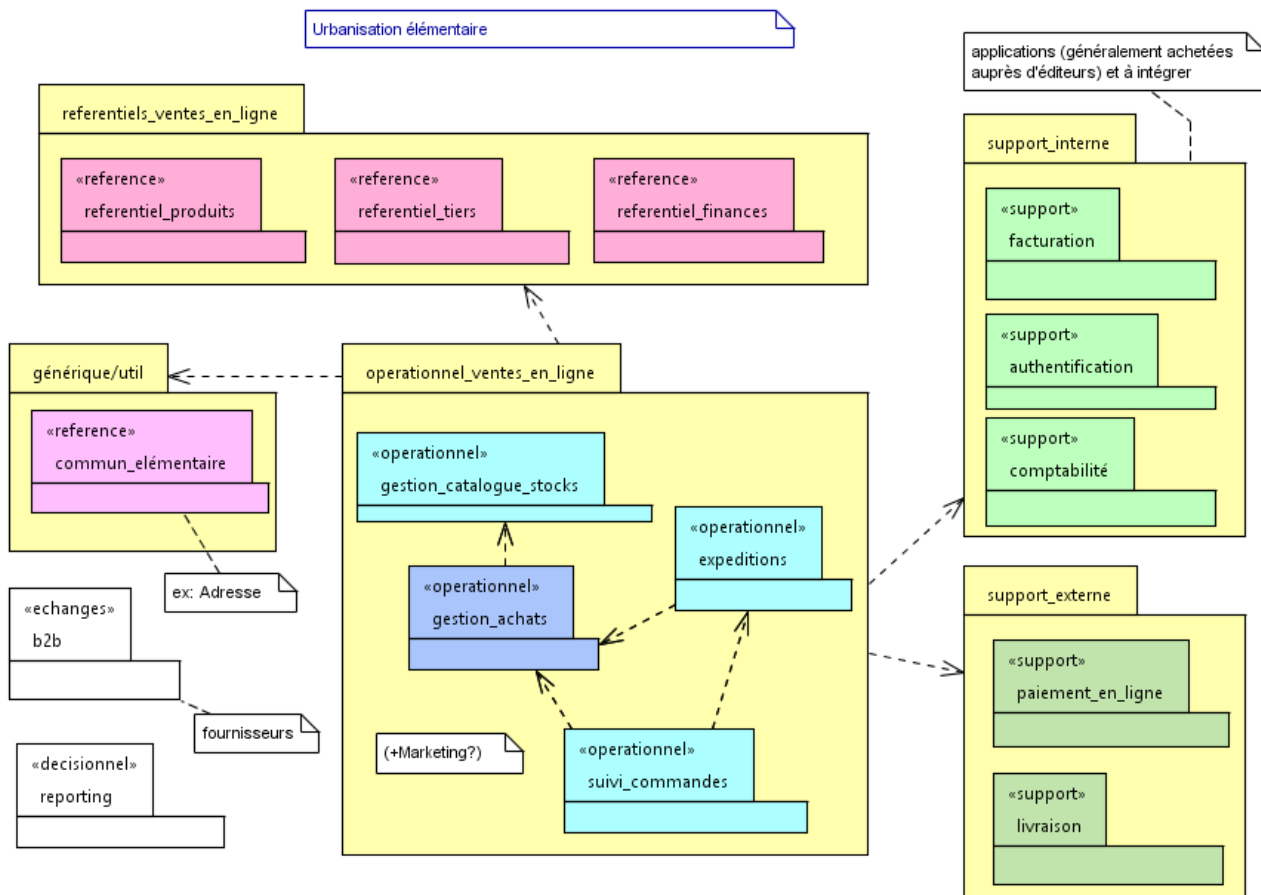 Urbanisation élémentaire
applications (généralement achetées
auprès d'éditeurs) et à intégrer
referentiels_ventes_en_ligne
«reference»
referentiel_produits
«reference»
referentiel_tiers
«reference»
referentiel_finances
support_interne
«support»
facturation
«support»
authentification
«support»
comptabilité
générique/util
«reference»
commun_elémentaire
ex: Adresse
operationnel_ventes_en_ligne
«operationnel»
gestion_catalogue_stocks
«operationnel»
expeditions
«operationnel»
gestion_achats
(+Marketing?)
«operationnel»
suivi_commandes
«echanges»
b2b
fournisseurs
«decisionnel»
reporting
support_externe
«support»
paiement_en_ligne
«support»
livraison